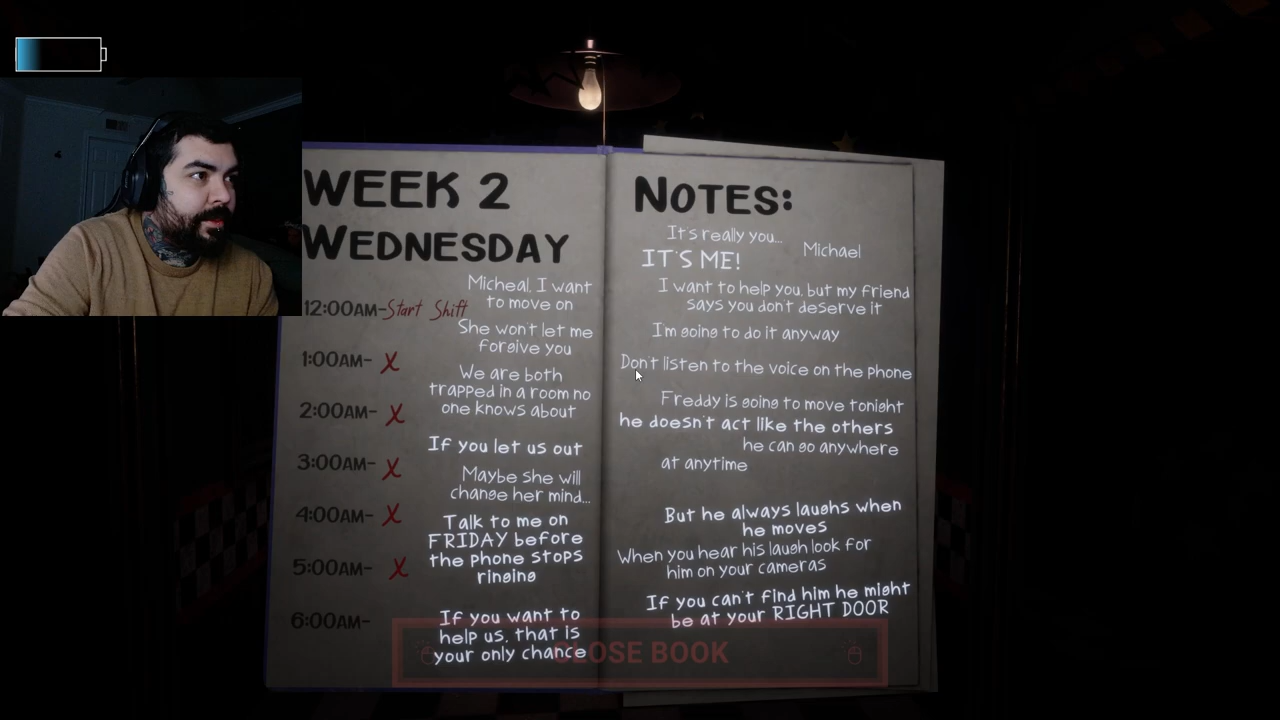 WEEK 2
WEDNESDAY
Micheal, I want
to move on
12:00AM-Start Shift
She won't let me
forgive you
1:00AM- X
We are both
trapped in a room no
one knows about
2:00AM- X
If you let us out
3:00AM- X
Maybe she will
change her mind...
4:00AM- X
Talk to me on
FRIDAY before
the phone stops
ringing
5:00AM- X
6:00AM-
If you want to
help us, that is
your only chance
NOTES:
It's really you...
Michael
IT'S ME!
I want to help you, but my friend
says you don't deserve it
I'm going to do it anyway
Don't listen to the voice on the phone
Freddy is going to move tonight
he doesn't act like the others
he can go anywhere
at anytime
But he always laughs when
he moves
When you hear his laugh look for
him on your cameras
If you can't find him he might
be at your RIGHT DOOR
CLOSE BOOK